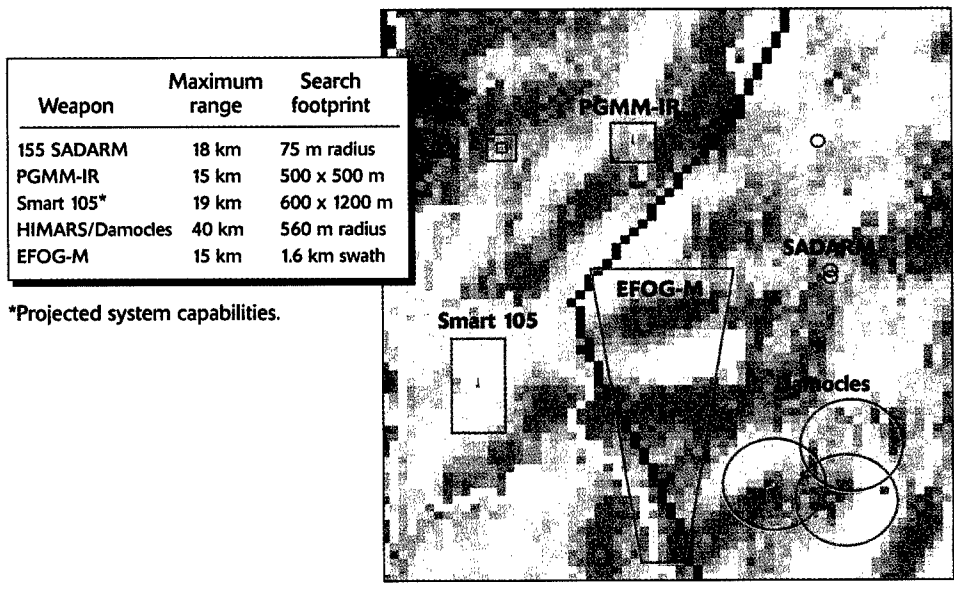 Weapon Maximum range Search footprint
155 SADARM 18 km 75 m radius
PGMM-IR 15 km 500 x 500 m
Smart 105* 19 km 600 x 1200 m
HIMARS/Damocles 40 km 560 m radius
EFOG-M 15 km 1.6 km swath
*Projected system capabilities.
PGMM-IR
SADARM
EFOG-M
Smart 105
Damocles